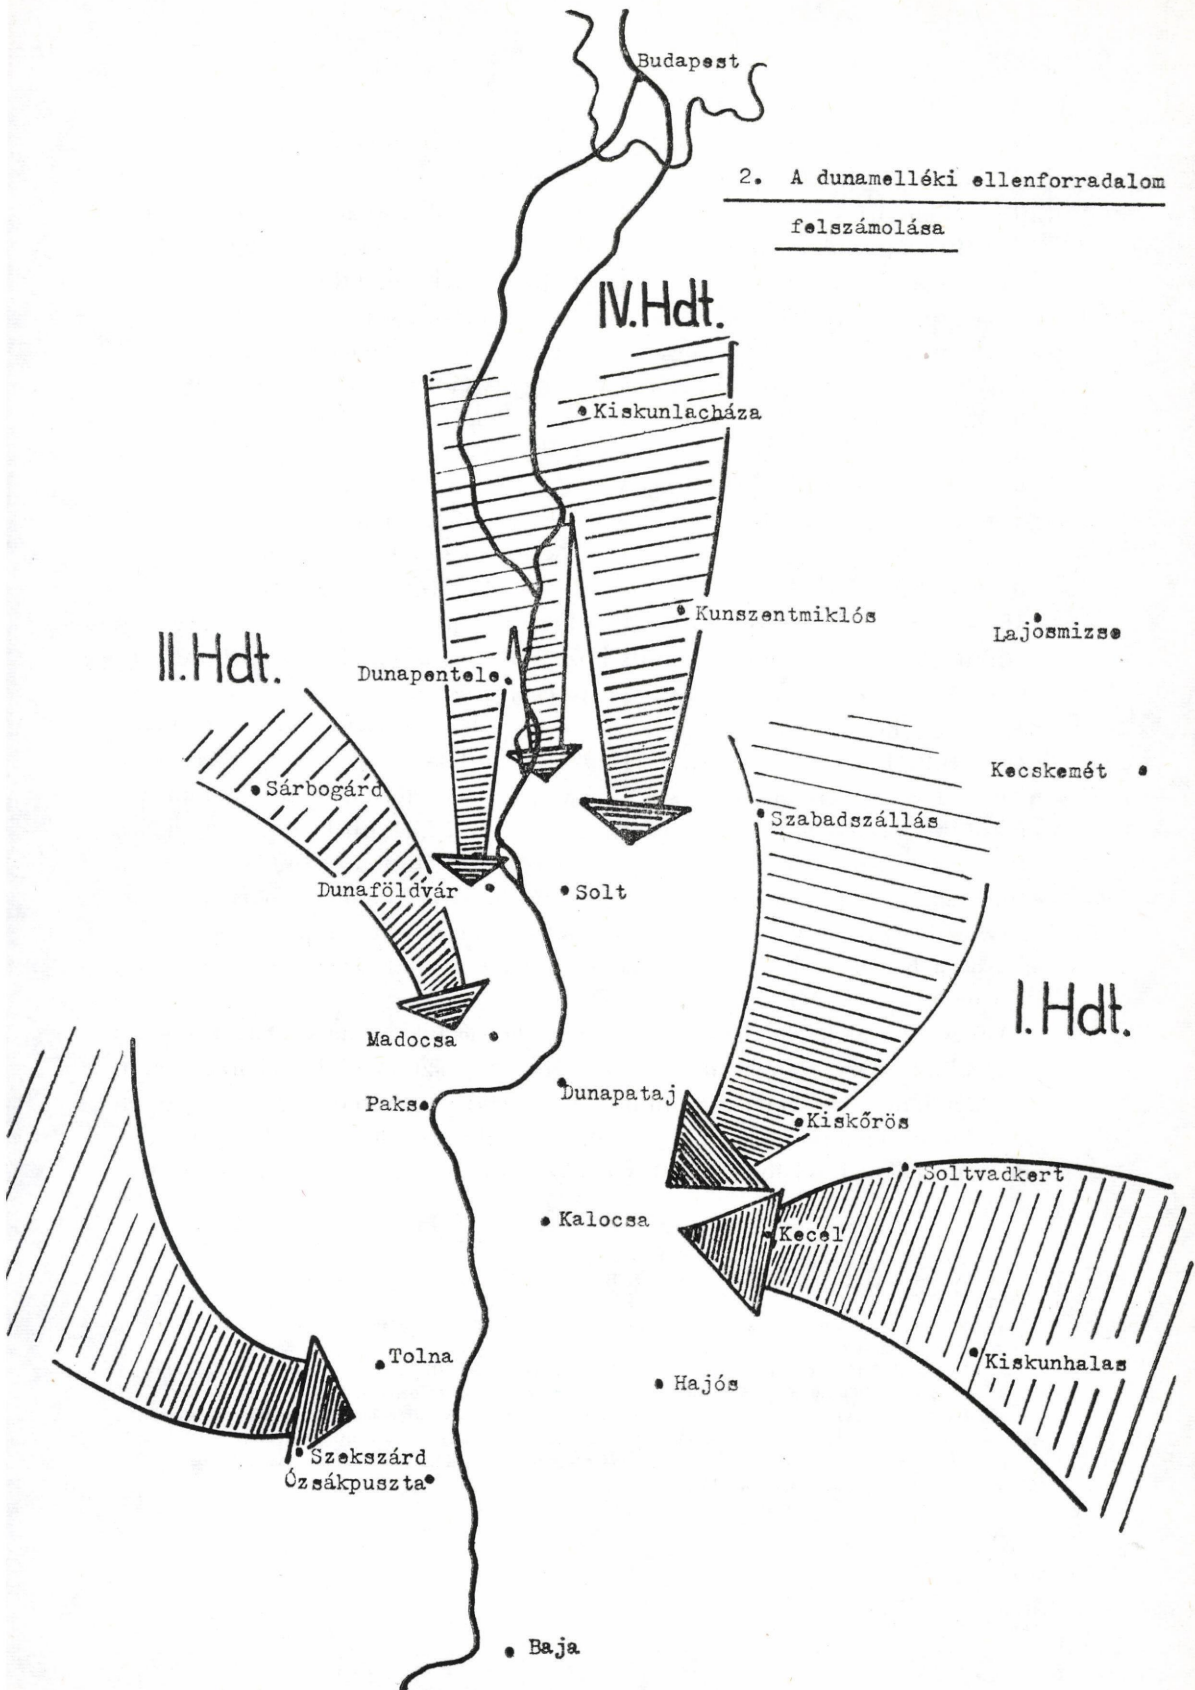 Budapest
2. A dunamelléki ellenforradalom
felszámolása
IV.Hdt.
Kiskunlacháza
Kunszentmiklós
Lajosmizse
II.Hdt.
Dunapentele
Kecskemét
Sárbogárd
Szabadszállás
Dunaföldvár
Solt
I.Hdt.
Madocsa
Dunapataj
Paks
Kiskőrös
Soltvadkert
Kalocsa
Kecel
Tolna
Kiskunhalas
Hajós
Szekszárd
Ózsákpuszta
Baja